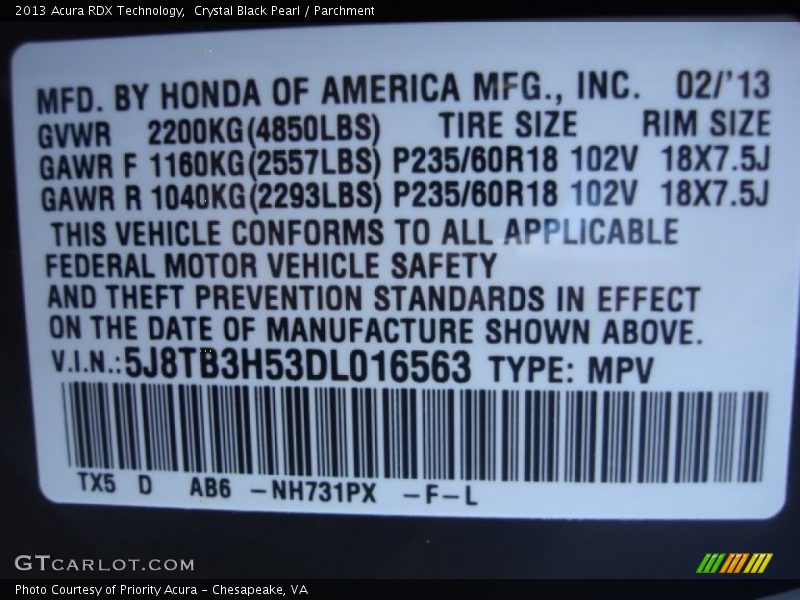 2013 Acura RDX Technology,  Crystal Black Pearl / Parchment
MFD. BY HONDA OF AMERICA MFG., INC. 02/'13
GVWR 2200KG(4850LBS) TIRE SIZE RIM SIZE
GAWR F 1160KG(2557LBS) P235/60R18 102V 18X7.5J
GAWR R 1040KG(2293LBS) P235/60R18 102V 18X7.5J
THIS VEHICLE CONFORMS TO ALL APPLICABLE
FEDERAL MOTOR VEHICLE SAFETY
AND THEFT PREVENTION STANDARDS IN EFFECT
ON THE DATE OF MANUFACTURE SHOWN ABOVE.
V.I.N.:5J8TB3H53DL016563 TYPE: MPV
TX5 D AB6 -NH731PX -F-L
GTCARLOT.COM
Photo Courtesy of Priority Acura - Chesapeake, VA